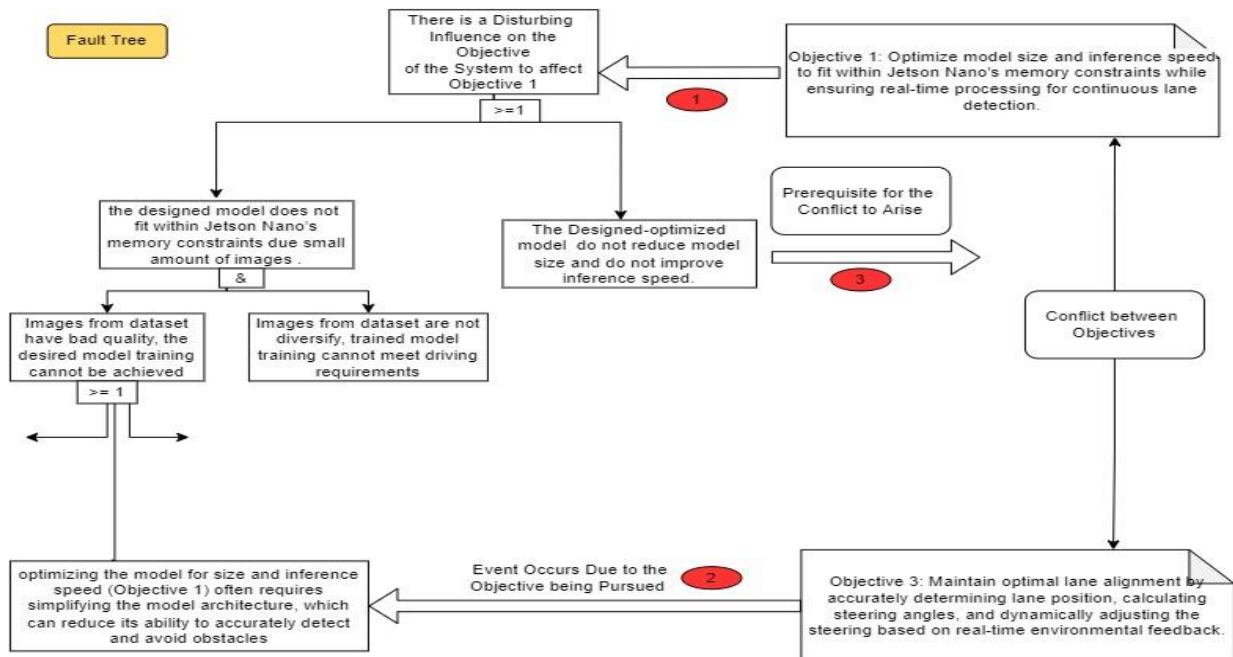 Fault Tree
There is a Disturbing
Influence on the
Objective
of the System to affect
Objective 1
>=1
1
Objective 1: Optimize model size and inference speed
to fit within Jetson Nano's memory constraints while
ensuring real-time processing for continuous lane
detection.
the designed model does not
fit within Jetson Nano's
memory constraints due small
amount of images .
&
The Designed-optimized
model do not reduce model
size and do not improve
inference speed.
Prerequisite for the
Conflict to Arise
3
Images from dataset
have bad quality, the
desired model training
cannot be achieved
>= 1
Images from dataset are not
diversify, trained model
training cannot meet driving
requirements
Conflict between
Objectives
optimizing the model for size and inference
speed (Objective 1) often requires
simplifying the model architecture, which
can reduce its ability to accurately detect
and avoid obstacles
Event Occurs Due to the
Objective being Pursued
2
Objective 3: Maintain optimal lane alignment by
accurately determining lane position, calculating
steering angles, and dynamically adjusting the
steering based on real-time environmental feedback.